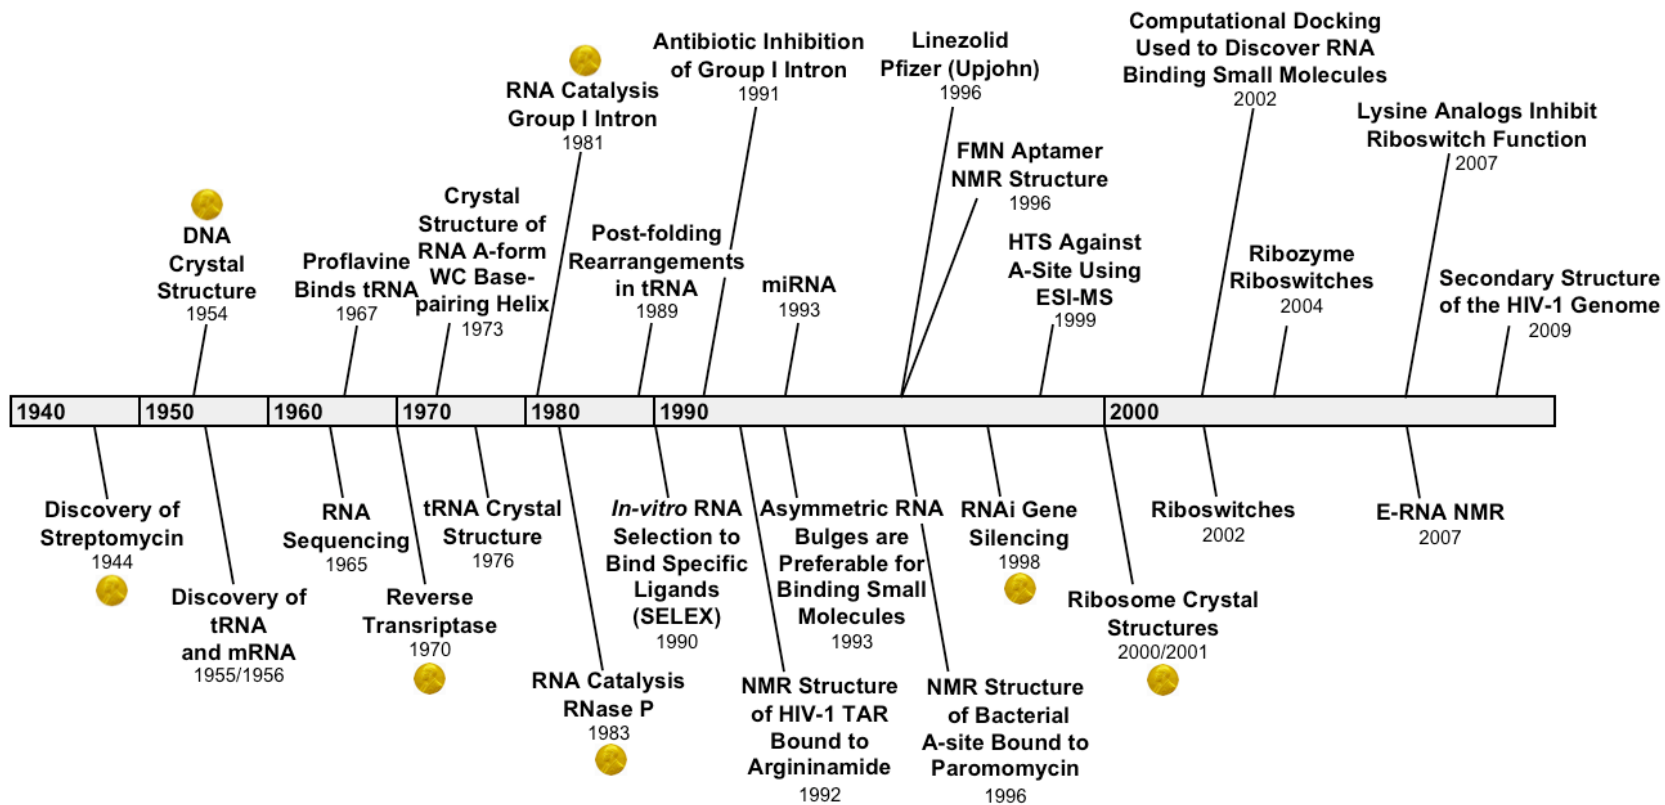 Computational Docking
Used to Discover RNA
Binding Small Molecules
2002
Antibiotic Inhibition
of Group I Intron
1991
Linezolid
Pfizer (Upjohn)
1996
RNA Catalysis
Group I Intron
1981
Lysine Analogs Inhibit
Riboswitch Function
2007
FMN Aptamer
NMR Structure
1996
Crystal
Structure of
RNA A-form
WC Base-
pairing Helix
1973
DNA
Crystal
Structure
1954
Proflavine
Binds tRNA
1967
Post-folding
Rearrangements
in tRNA
1989
miRNA
1993
HTS Against
A-Site Using
ESI-MS
1999
Ribozyme
Riboswitches
2004
Secondary Structure
of the HIV-1 Genome
2009
1940 1950 1960 1970 1980 1990 2000
Discovery of
Streptomycin
1944
Discovery of
tRNA
and mRNA
1955/1956
RNA
Sequencing
1965
Reverse
Transriptase
1970
tRNA Crystal
Structure
1976
RNA Catalysis
RNase P
1983
In-vitro RNA
Selection to
Bind Specific
Ligands
(SELEX)
1990
NMR Structure
of HIV-1 TAR
Bound to
Argininamide
1992
Asymmetric RNA
Bulges are
Preferable for
Binding Small
Molecules
1993
NMR Structure
of Bacterial
A-site Bound to
Paromomycin
1996
RNAi Gene
Silencing
1998
Ribosome Crystal
Structures
2000/2001
Riboswitches
2002
E-RNA NMR
2007